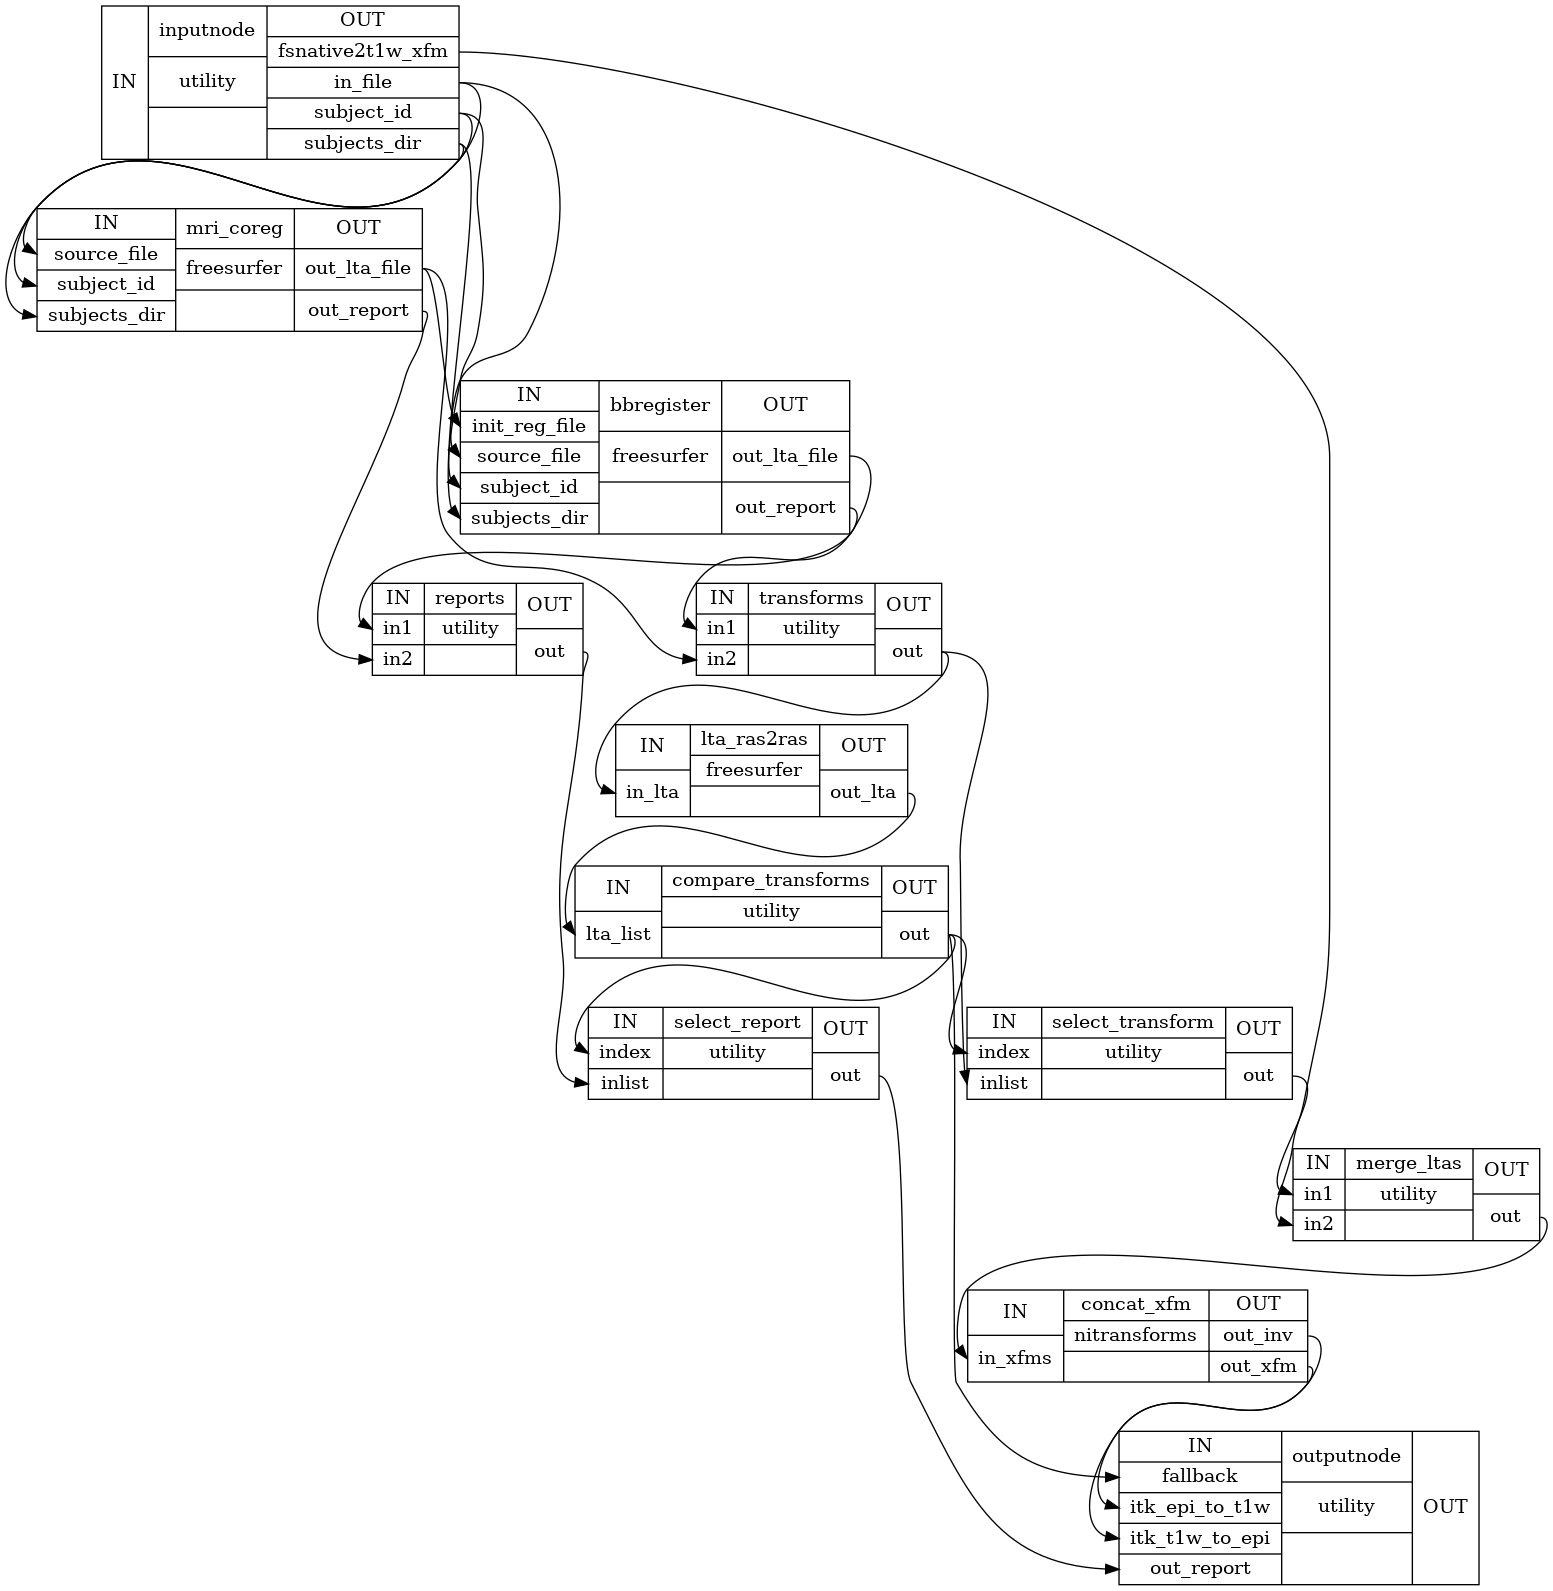 IN
inputnode
utility
OUT
fsnative2t1w_xfm
in_file
subject_id
subjects_dir
IN
source_file
subject_id
subjects_dir
mri_coreg
freesurfer
OUT
out_lta_file
out_report
IN
init_reg_file
source_file
subject_id
subjects_dir
bbregister
freesurfer
OUT
out_lta_file
out_report
IN
in1
in2
reports
utility
OUT
out
IN
in1
in2
transforms
utility
OUT
out
IN
in_lta
lta_ras2ras
freesurfer
OUT
out_lta
IN
lta_list
compare_transforms
utility
OUT
out
IN
index
inlist
select_report
utility
OUT
out
IN
index
inlist
select_transform
utility
OUT
out
IN
in1
in2
merge_ltas
utility
OUT
out
IN
in_xfms
concat_xfm
nitransforms
OUT
out_inv
out_xfm
IN
fallback
itk_epi_to_t1w
itk_t1w_to_epi
out_report
outputnode
utility
OUT